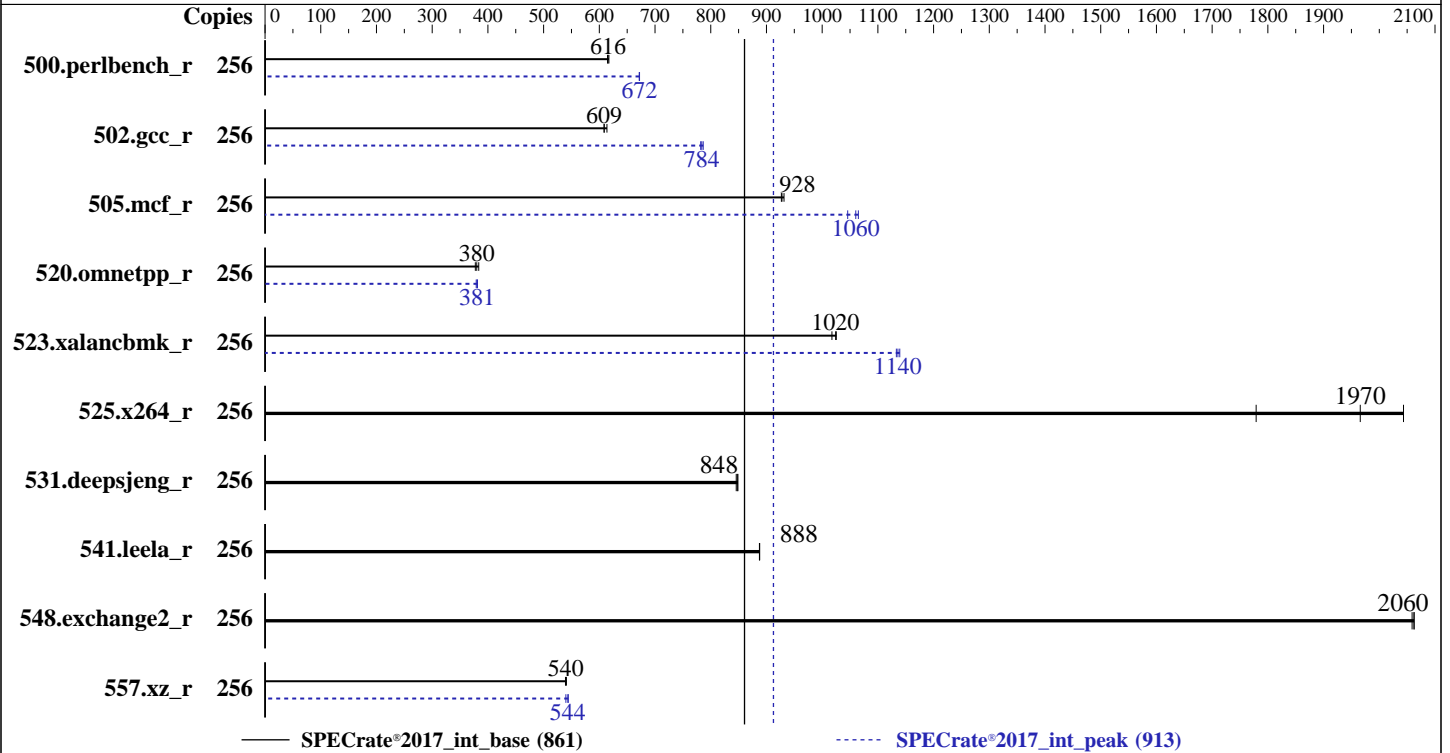 Copies 0 100 200 300 400 500 600 700 800 900 1000 1100 1200 1300 1400 1500 1600 1700 1800 1900 2100
616
500.perlbench_r 256
672
609
502.gcc_r 256
784
928
505.mcf_r 256
1060
380
520.omnetpp_r 256
381
1020
523.xalancbmk_r 256
1140
1970
525.x264_r 256
848
531.deepsjeng_r 256
888
541.leela_r 256
2060
548.exchange2_r 256
540
557.xz_r 256
544
SPECrate®2017_int_base (861) SPECrate®2017_int_peak (913)